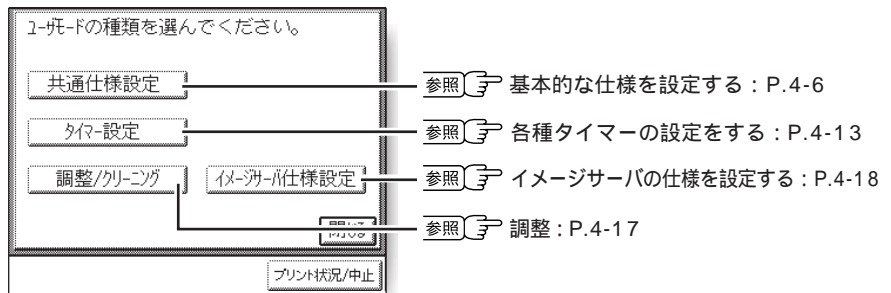 ﾕｰｻﾞﾓｰﾄﾞの種類を選んでください。
共通仕様設定
参照 基本的な仕様を設定する：P.4-6
ﾀｲﾏｰ設定
参照 各種タイマーの設定をする：P.4-13
調整/ｸﾘｰﾆﾝｸﾞ
ｲﾒｰｼﾞｻｰﾊﾞ仕様設定
参照 イメージサーバの仕様を設定する：P.4-18
参照 調整：P.4-17
閉じる
ﾌﾟﾘﾝﾄ状況/中止